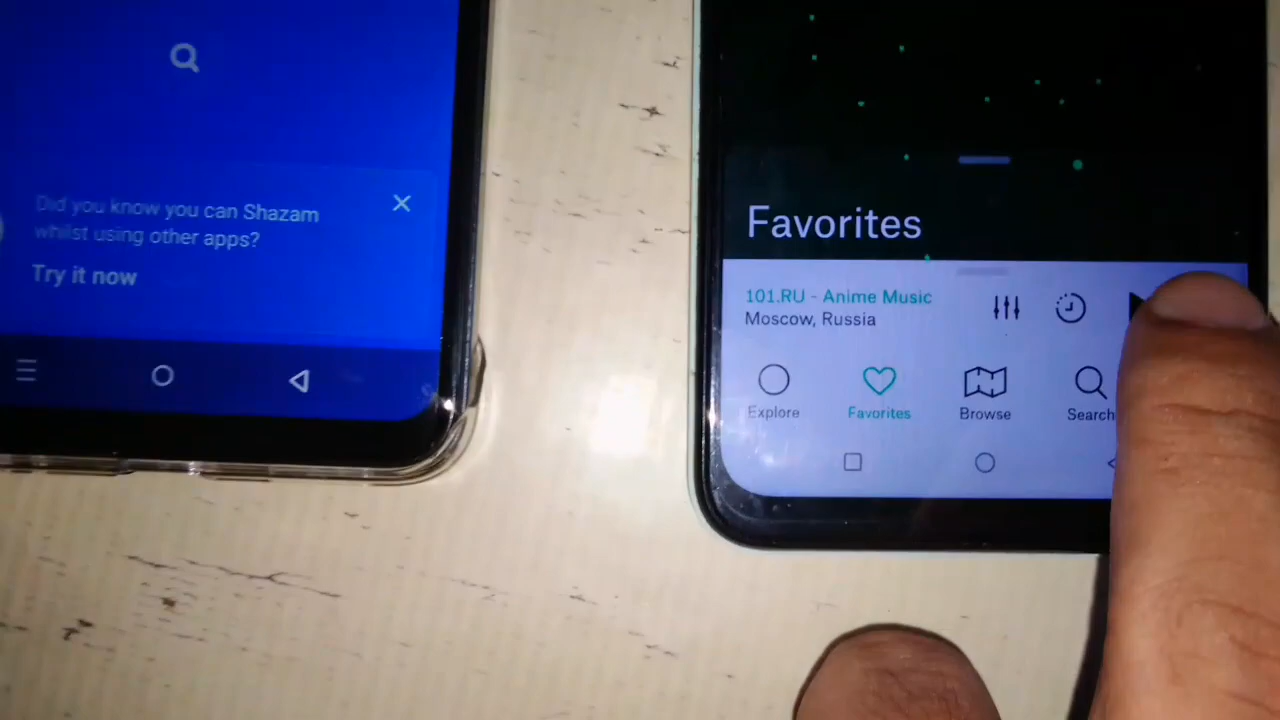 Did you know you can Shazam
whilst using other apps?
Try it now
Favorites
101.RU - Anime Music
Moscow, Russia
Explore
Favorites
Browse
Search